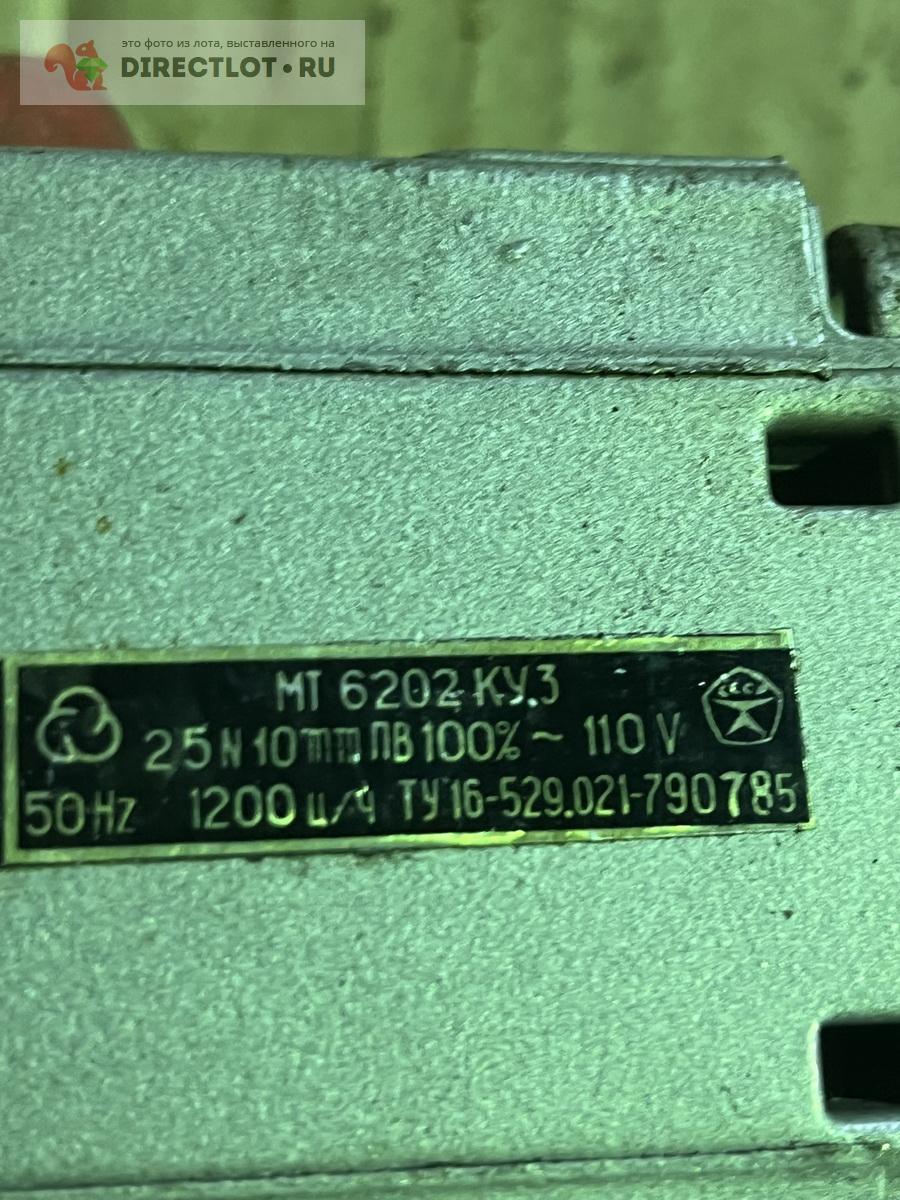 это фото из лота, выставленного на
DIRECTLOT•RU
МТ 6202 КУ.3
25 N 10 mm ПВ 100% ~ 110 V
50 Hz 1200 ц/ч ТУ 16-529.021-790785